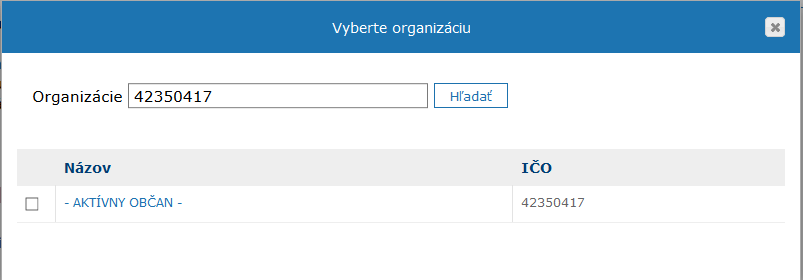 Vyberte organizáciu
Organizácie 42350417 Hľadať
Názov IČO
- AKTÍVNY OBČAN - 42350417